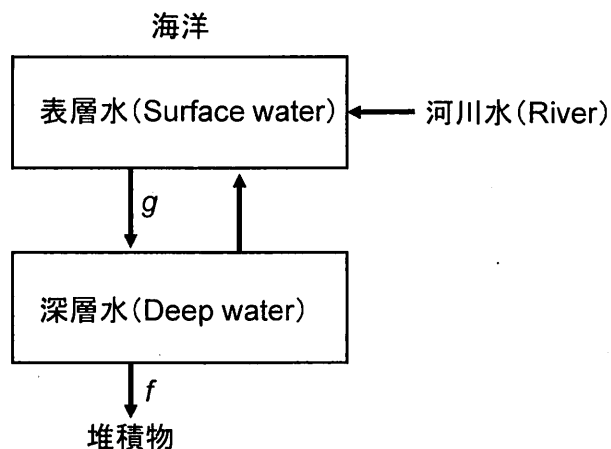 海洋
表層水(Surface water)
河川水(River)
g
深層水(Deep water)
f
堆積物